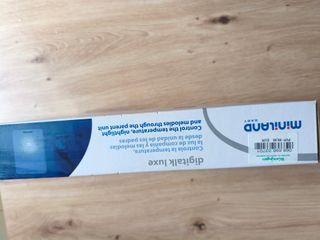 miniLAND
BABY
digitalk luxe
Controla la temperatura,
la luz de compañía y las melodías
desde la unidad de los padres
Control the temperature, nightlight
and melodies through the parent unit